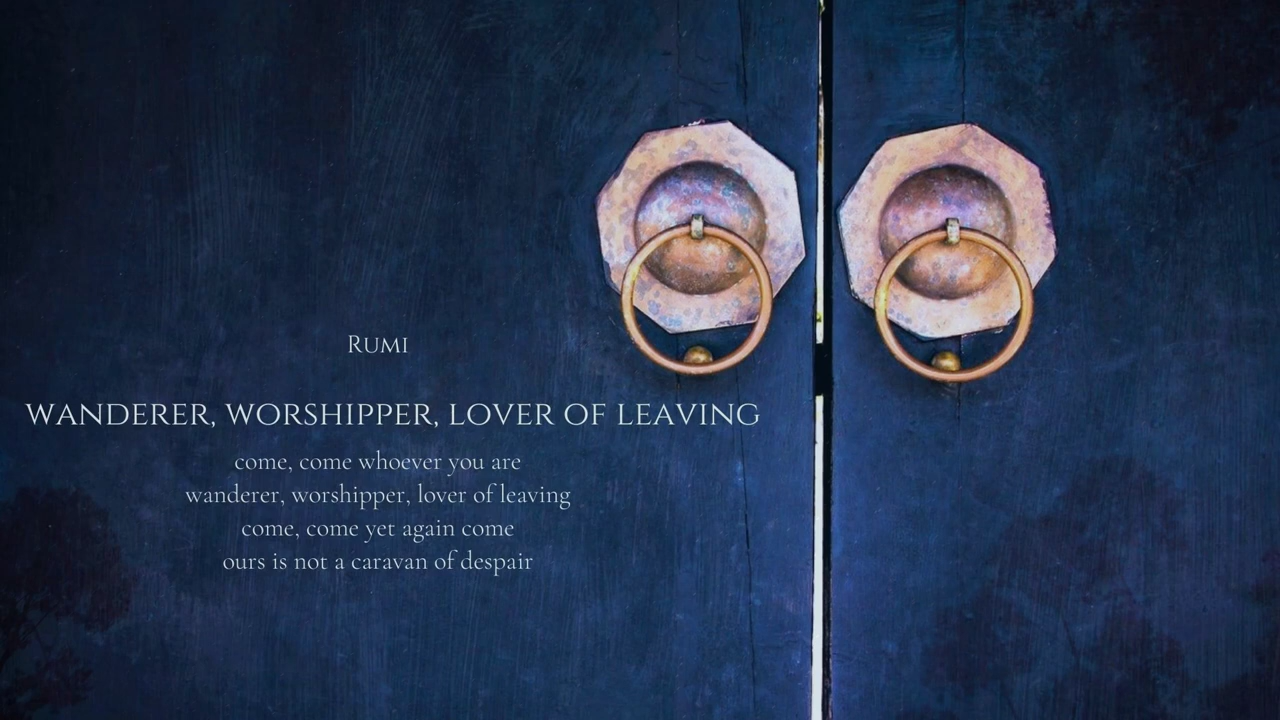 Rumi
WANDERER, WORSHIPPER, LOVER OF LEAVING
come, come whoever you are
wanderer, worshipper, lover of leaving
come, come yet again come
ours is not a caravan of despair